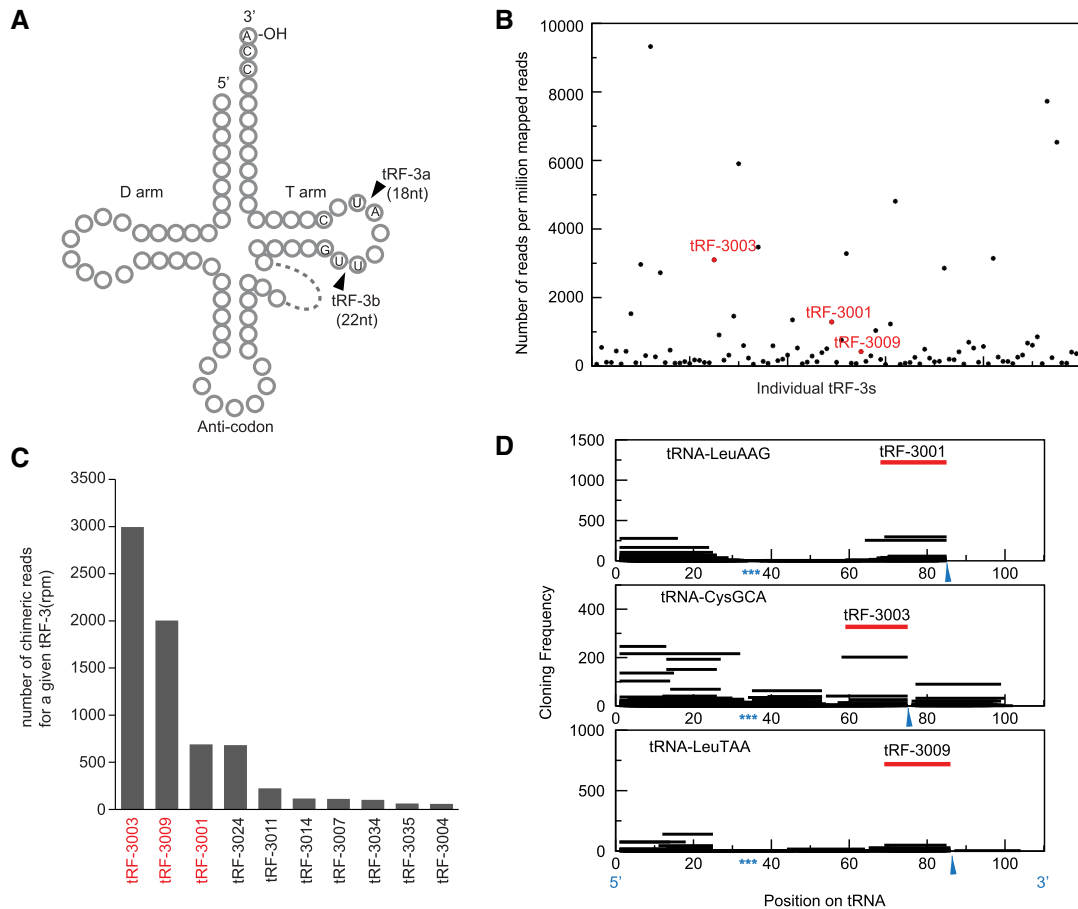 A
3’
A
-OH
C
C
5’
D arm
T arm
tRF-3a
(18nt)
U
A
C
G
U
U
tRF-3b
(22nt)
Anti-codon
B
Number of reads per million mapped reads
10000
8000
6000
4000
2000
0
tRF-3003
tRF-3001
tRF-3009
Individual tRF-3s
C
number of chimeric reads
for a given tRF-3(rpm)
3500
3000
2500
2000
1500
1000
500
0
tRF-3003
tRF-3009
tRF-3001
tRF-3024
tRF-3011
tRF-3014
tRF-3007
tRF-3034
tRF-3035
tRF-3004
D
Cloning Frequency
1500
1000
500
0
tRNA-LeuAAG
tRF-3001
0 20 *** 40 60 80 100
400
200
0
tRNA-CysGCA
tRF-3003
0 20 *** 40 60 80 100
1000
500
0
tRNA-LeuTAA
tRF-3009
0 20 *** 40 60 80 100
5’
3’
Position on tRNA